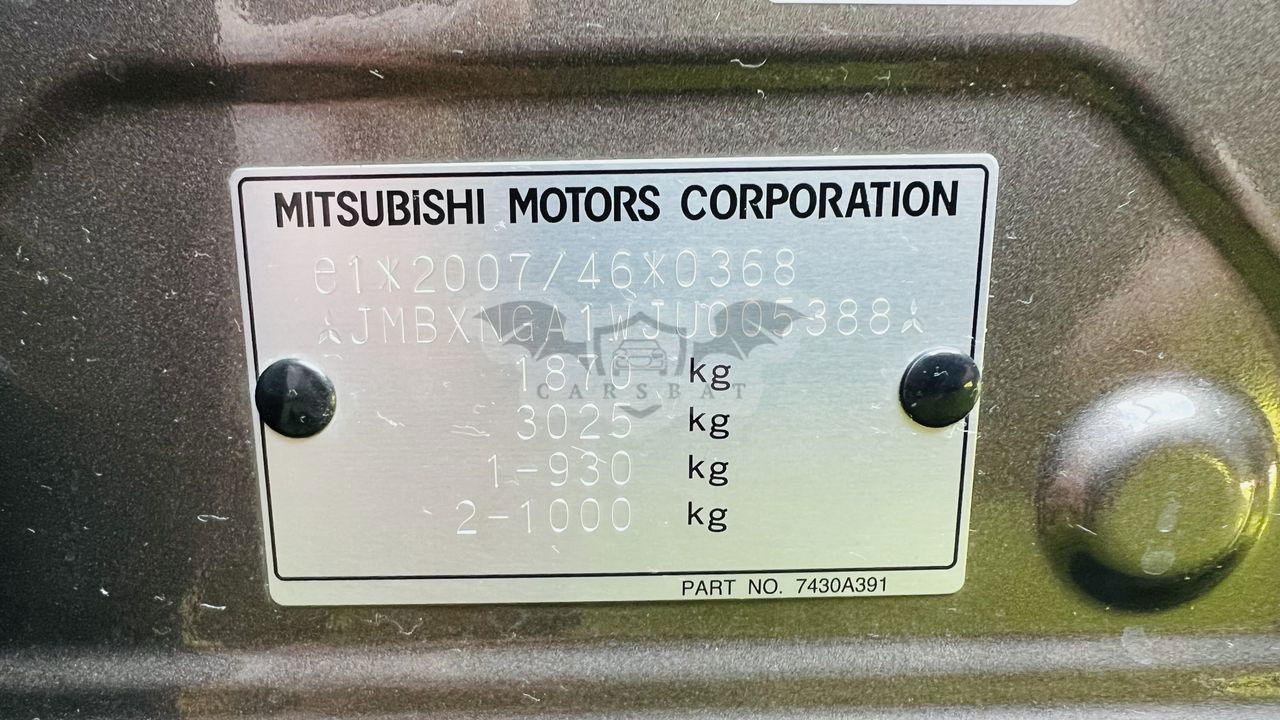 MITSUBISHI MOTORS CORPORATION
e1*2007/46*0368
JMBXNGA1WJU005388
1870 kg
CARSBAT
3025 kg
1-930 kg
2-1000 kg
PART NO. 7430A391